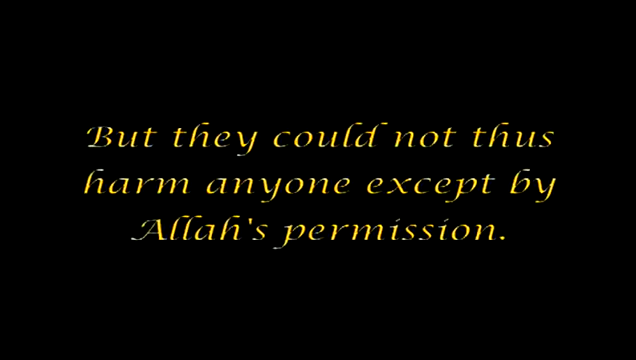 But they could not thus
harm anyone except by
Allah's permission.